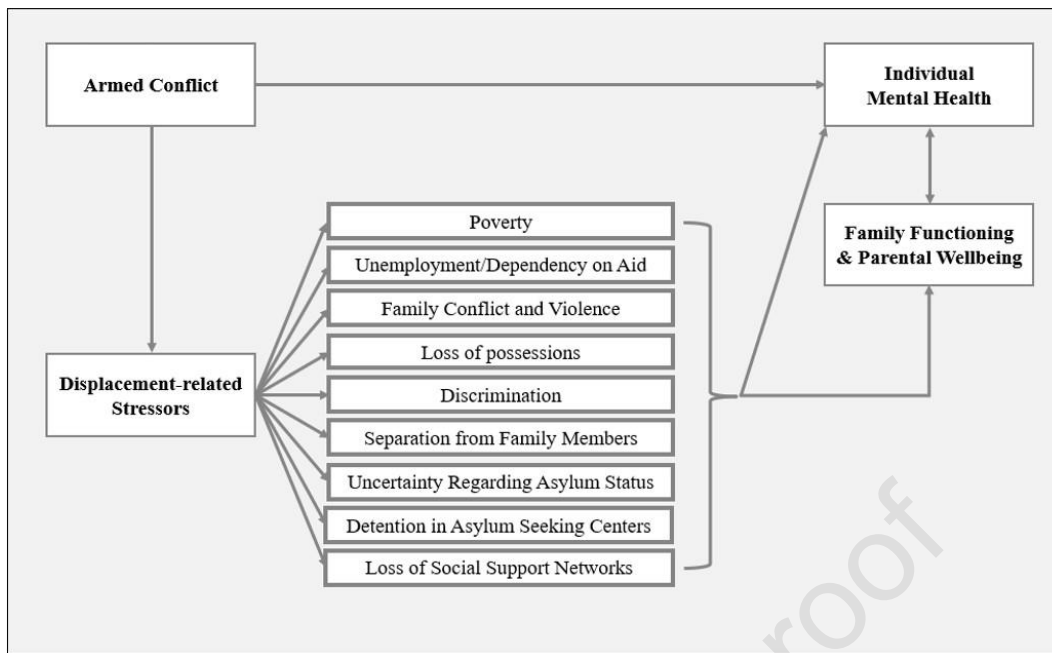 Armed Conflict
Individual
Mental Health
Family Functioning
& Parental Wellbeing
Displacement-related
Stressors
Poverty
Unemployment/Dependency on Aid
Family Conflict and Violence
Loss of possessions
Discrimination
Separation from Family Members
Uncertainty Regarding Asylum Status
Detention in Asylum Seeking Centers
Loss of Social Support Networks
roof